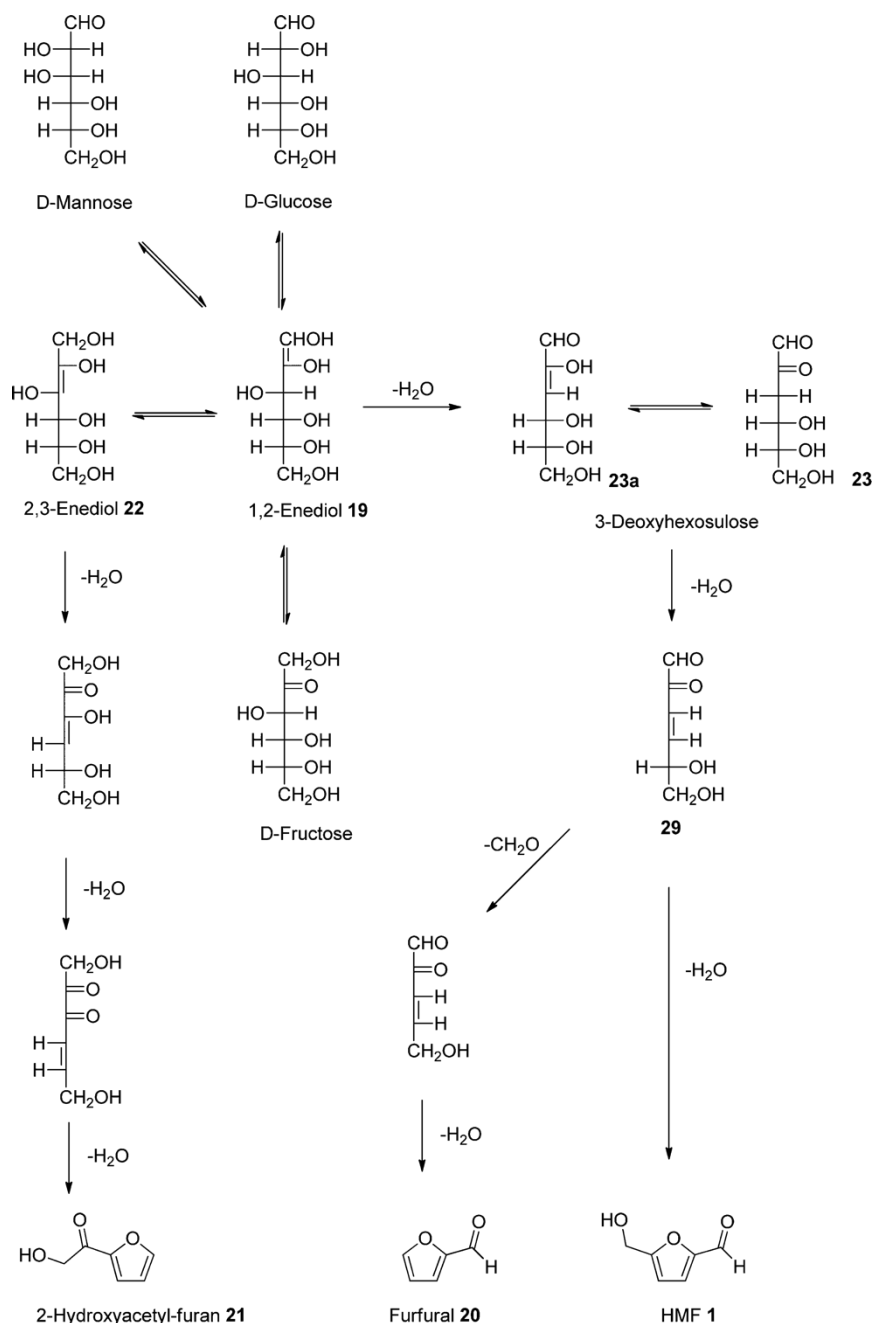 CHO
HO H
HO H
H OH
H OH
CH₂OH
D-Mannose
CHO
H OH
HO H
H OH
H OH
CH₂OH
D-Glucose
CH₂OH
OH
HO
H OH
H OH
CH₂OH
2,3-Enediol 22
CHOH
OH
HO H
H OH
H OH
CH₂OH
1,2-Enediol 19
-H₂O
CHO
OH
H
H OH
H OH
CH₂OH
23a
CHO
O
H H
H OH
H OH
CH₂OH
23
3-Deoxyhexosulose
-H₂O
-H₂O
CH₂OH
O
OH
H
H OH
CH₂OH
CH₂OH
O
HO H
H OH
H OH
CH₂OH
D-Fructose
CHO
O
H
H
H OH
CH₂OH
29
-H₂O
-CH₂O
-H₂O
CH₂OH
O
O
H
H
CH₂OH
CHO
O
H
H
CH₂OH
-H₂O
-H₂O
O
HO
O
2-Hydroxyacetyl-furan 21
O
O
H
Furfural 20
HO
O
O
H
HMF 1